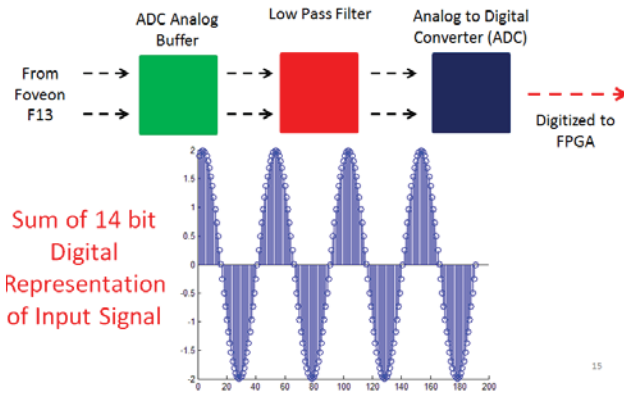 ADC Analog
Buffer
Low Pass Filter
Analog to Digital
Converter (ADC)
From
Foveon
F13
Digitized to
FPGA
Sum of 14 bit
Digital
Representation
of Input Signal
2
1.5
1
0.5
0
-0.5
-1
-1.5
-2
0 20 40 60 80 100 120 140 160 180 200
15